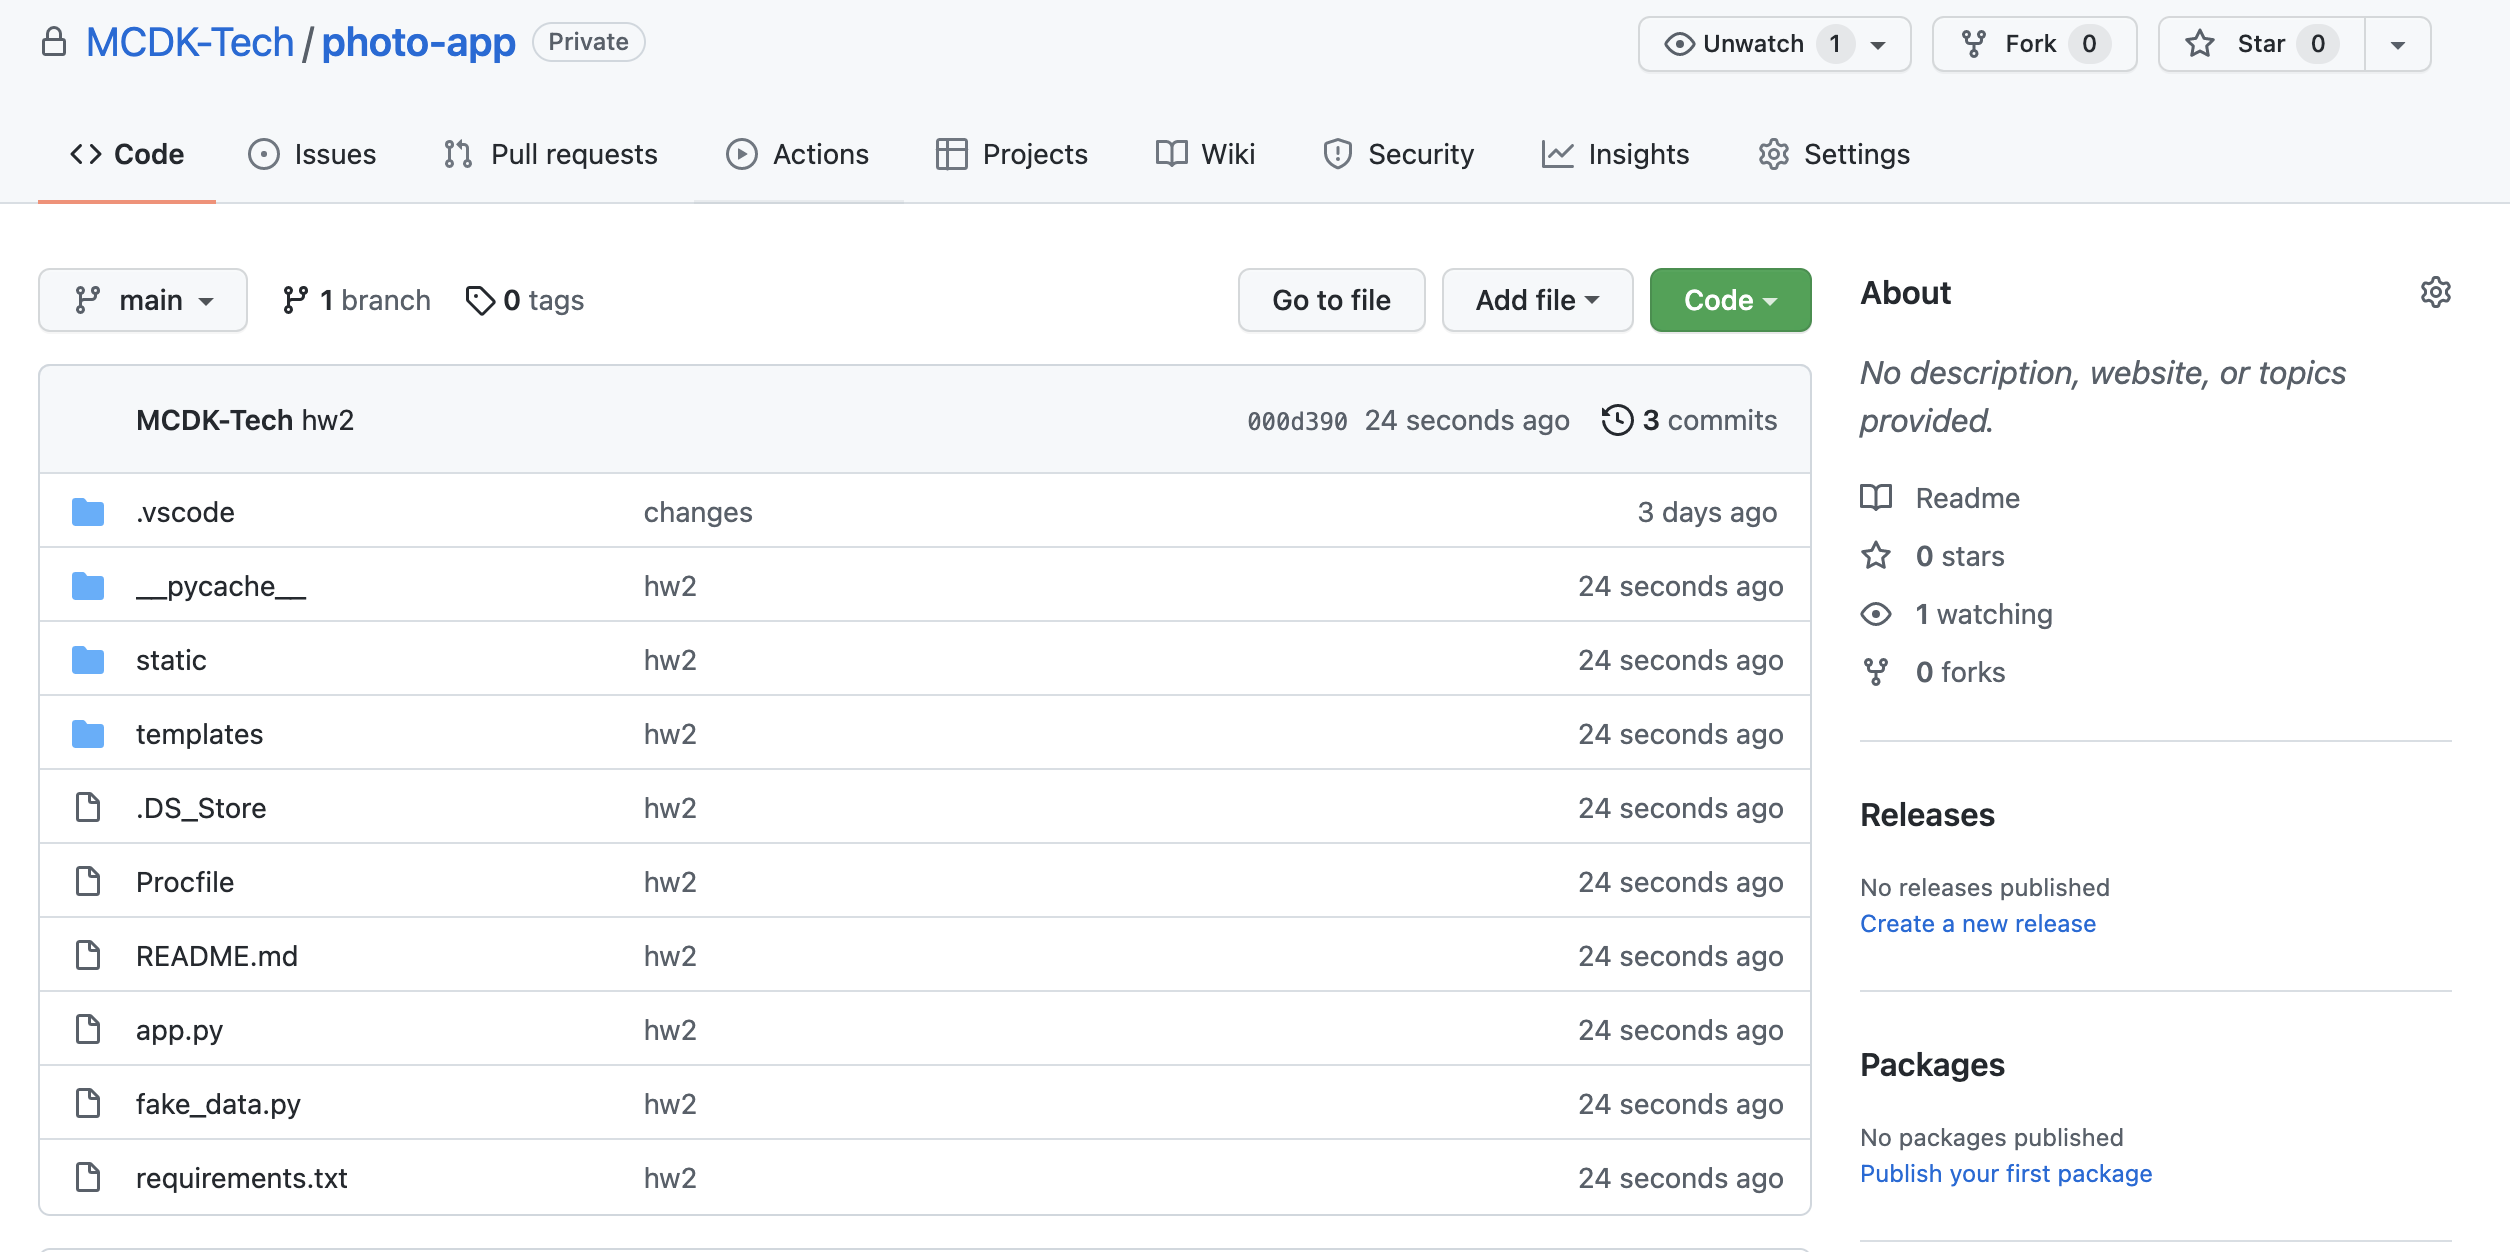 MCDK-Tech / photo-app Private Unwatch 1 Fork 0 Star 0
Code Issues Pull requests Actions Projects Wiki Security Insights Settings
main 1 branch 0 tags Go to file Add file Code
MCDK-Tech hw2 000d390 24 seconds ago 3 commits
.vscode changes 3 days ago
__pycache__ hw2 24 seconds ago
static hw2 24 seconds ago
templates hw2 24 seconds ago
.DS_Store hw2 24 seconds ago
Procfile hw2 24 seconds ago
README.md hw2 24 seconds ago
app.py hw2 24 seconds ago
fake_data.py hw2 24 seconds ago
requirements.txt hw2 24 seconds ago
About
No description, website, or topics
provided.
Readme
0 stars
1 watching
0 forks
Releases
No releases published
Create a new release
Packages
No packages published
Publish your first package